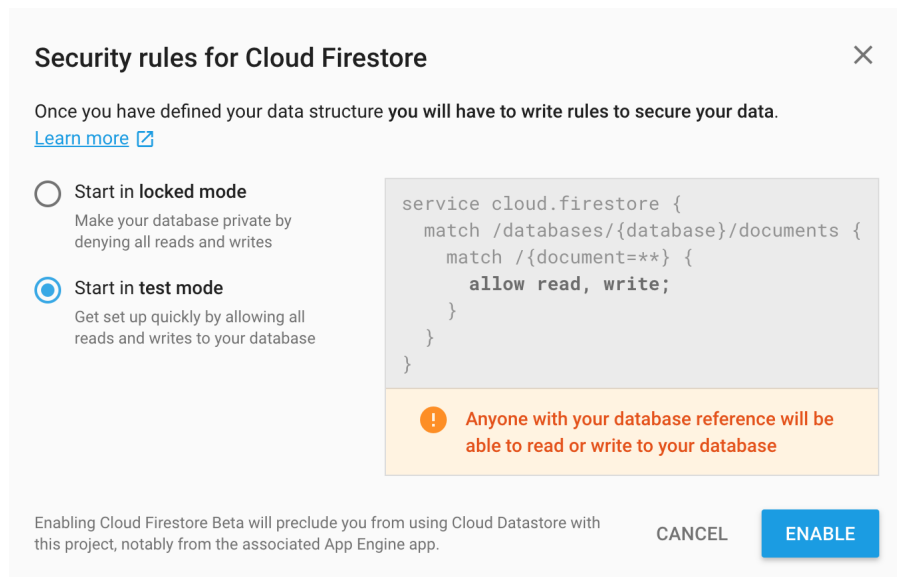 Security rules for Cloud Firestore
Once you have defined your data structure you will have to write rules to secure your data.
Learn more
Start in locked mode
Make your database private by
denying all reads and writes
Start in test mode
Get set up quickly by allowing all
reads and writes to your database
service cloud.firestore {
  match /databases/{database}/documents {
    match /{document=**} {
      allow read, write;
    }
  }
}
Anyone with your database reference will be
able to read or write to your database
Enabling Cloud Firestore Beta will preclude you from using Cloud Datastore with
this project, notably from the associated App Engine app.
CANCEL
ENABLE